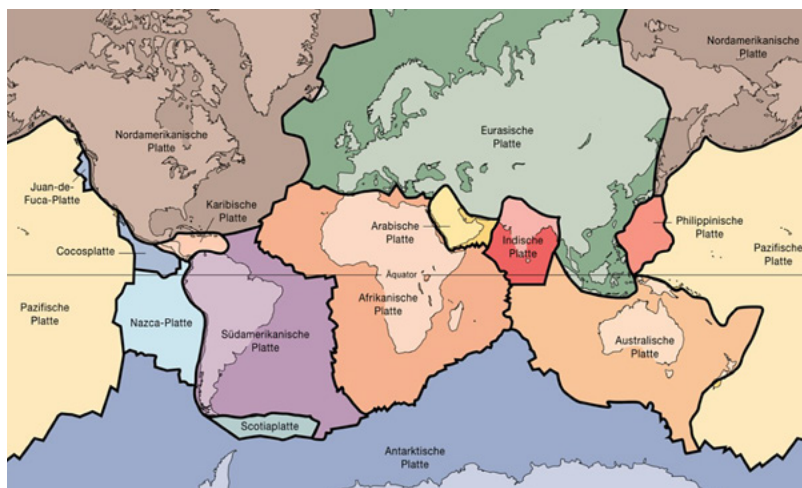 Nordamerikanische
Platte
Eurasische
Platte
Nordamerikanische
Platte
Juan-de-
Fuca-Platte
Karibische
Platte
Arabische
Platte
Indische
Platte
Philippinische
Platte
Cocosplatte
Pazifische
Platte
Äquator
Afrikanische
Platte
Pazifische
Platte
Nazca-Platte
Südamerikanische
Platte
Australische
Platte
Scotiaplatte
Antarktische
Platte